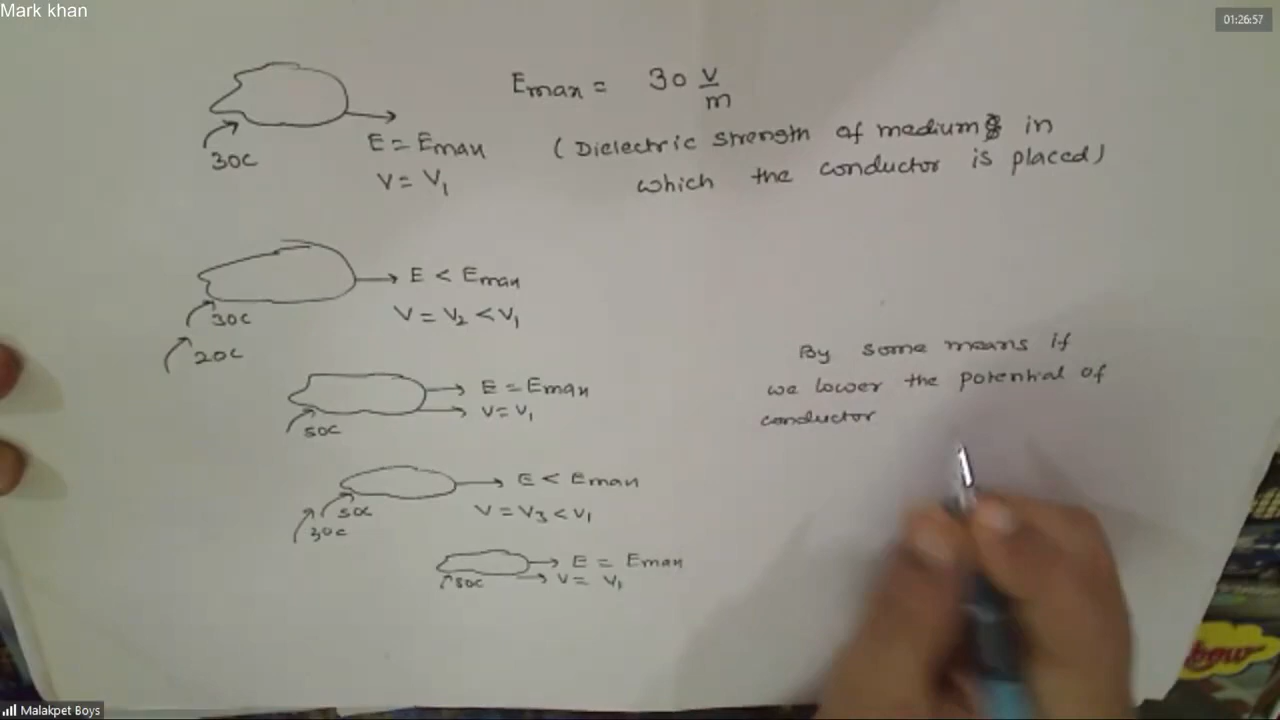 Mark khan
01:26:57
Emax = 30 V/m
30C
E = Emax
V = V₁
(Dielectric strength of medium in
which the conductor is placed)
E < Emax
V = V₂ < V₁
30C
20C
E = Emax
V = V₁
50C
E < Emax
V = V₃ < V₁
50C
30C
E = Emax
V = V₁
80C
By some means if
we lower the potential of
conductor
Malakpet Boys